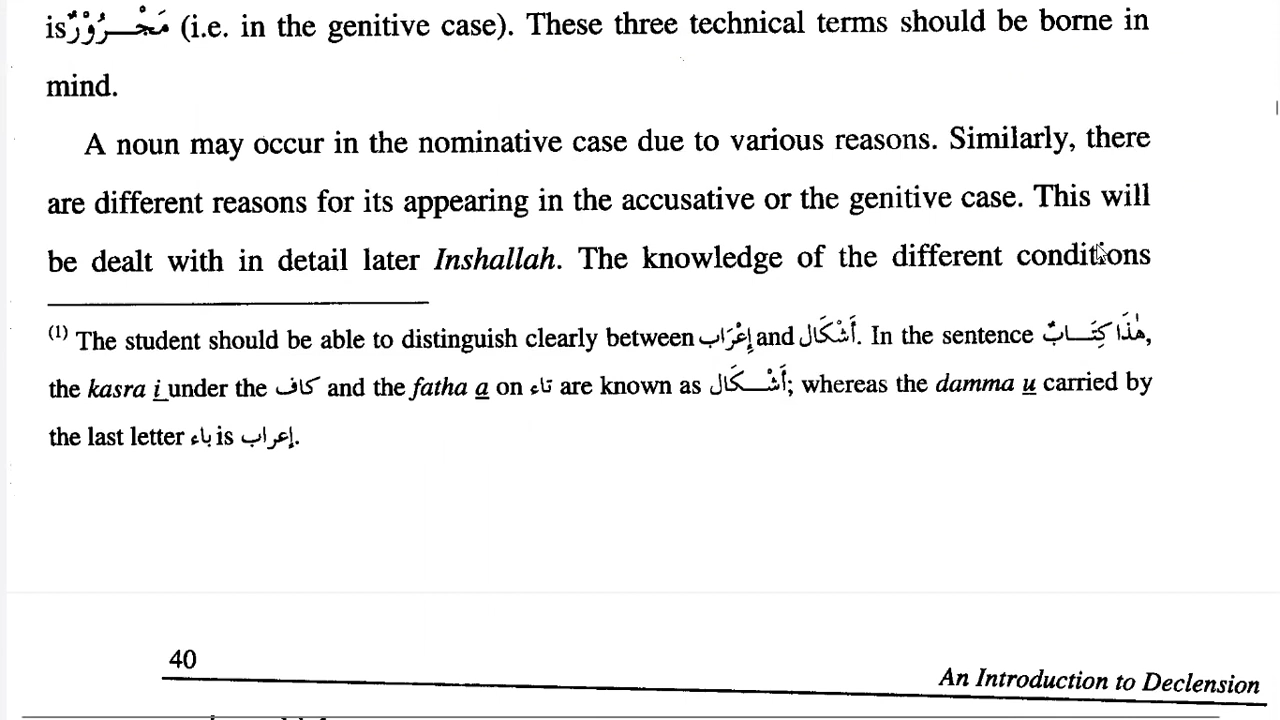 is مَجْـــرُوْرٌ (i.e. in the genitive case). These three technical terms should be borne in
mind.
A noun may occur in the nominative case due to various reasons. Similarly, there
are different reasons for its appearing in the accusative or the genitive case. This will
be dealt with in detail later Inshallah. The knowledge of the different conditions
(1) The student should be able to distinguish clearly between إِعْرَاب and أَشْكَال. In the sentence هٰذَا كِتَـــابٌ,
the kasra i under the كاف and the fatha a on تاء are known as أَشْـــكَال; whereas the damma u carried by
the last letter باء is إعراب.
40
An Introduction to Declension